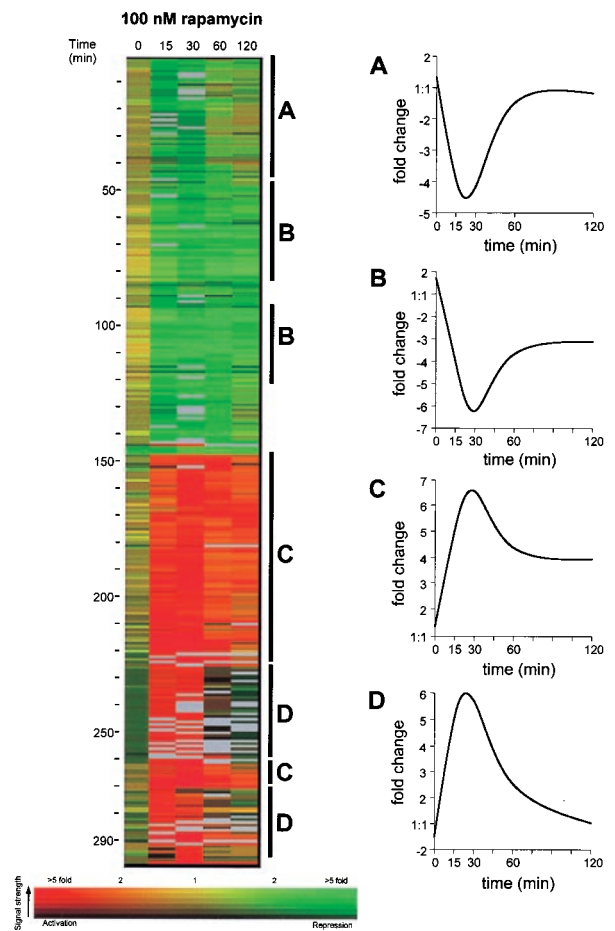 100 nM rapamycin
Time
(min)
0 15 30 60 120
50
100
150
200
250
290
A
B
B
C
D
C
D
A
fold change
2
1:1
-2
-3
-4
-5
0 15 30 60 120
time (min)
B
fold change
2
1:1
-2
-3
-4
-5
-6
-7
0 15 30 60 120
time (min)
C
fold change
7
6
5
4
3
2
1:1
0 15 30 60 120
time (min)
D
fold change
6
5
4
3
2
1:1
-2
0 15 30 60 120
time (min)
Signal strength
>5 fold 2 1 2 >5 fold
Activation Repression